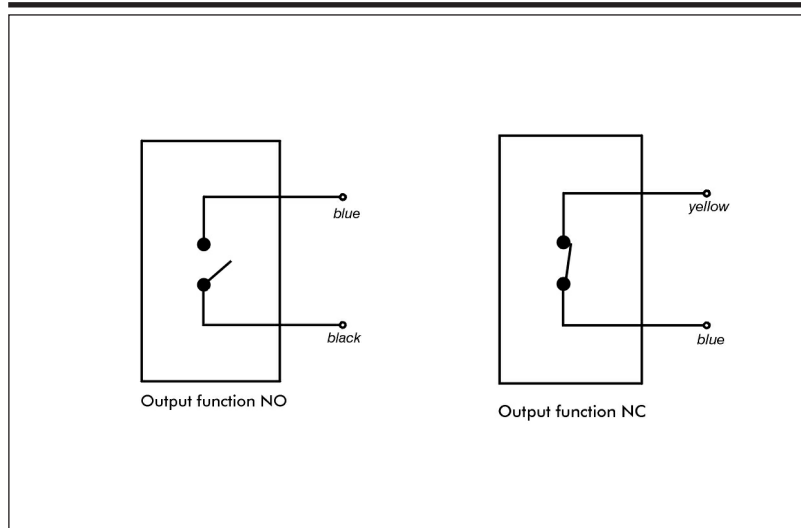 blue
black
Output function NO
yellow
blue
Output function NC